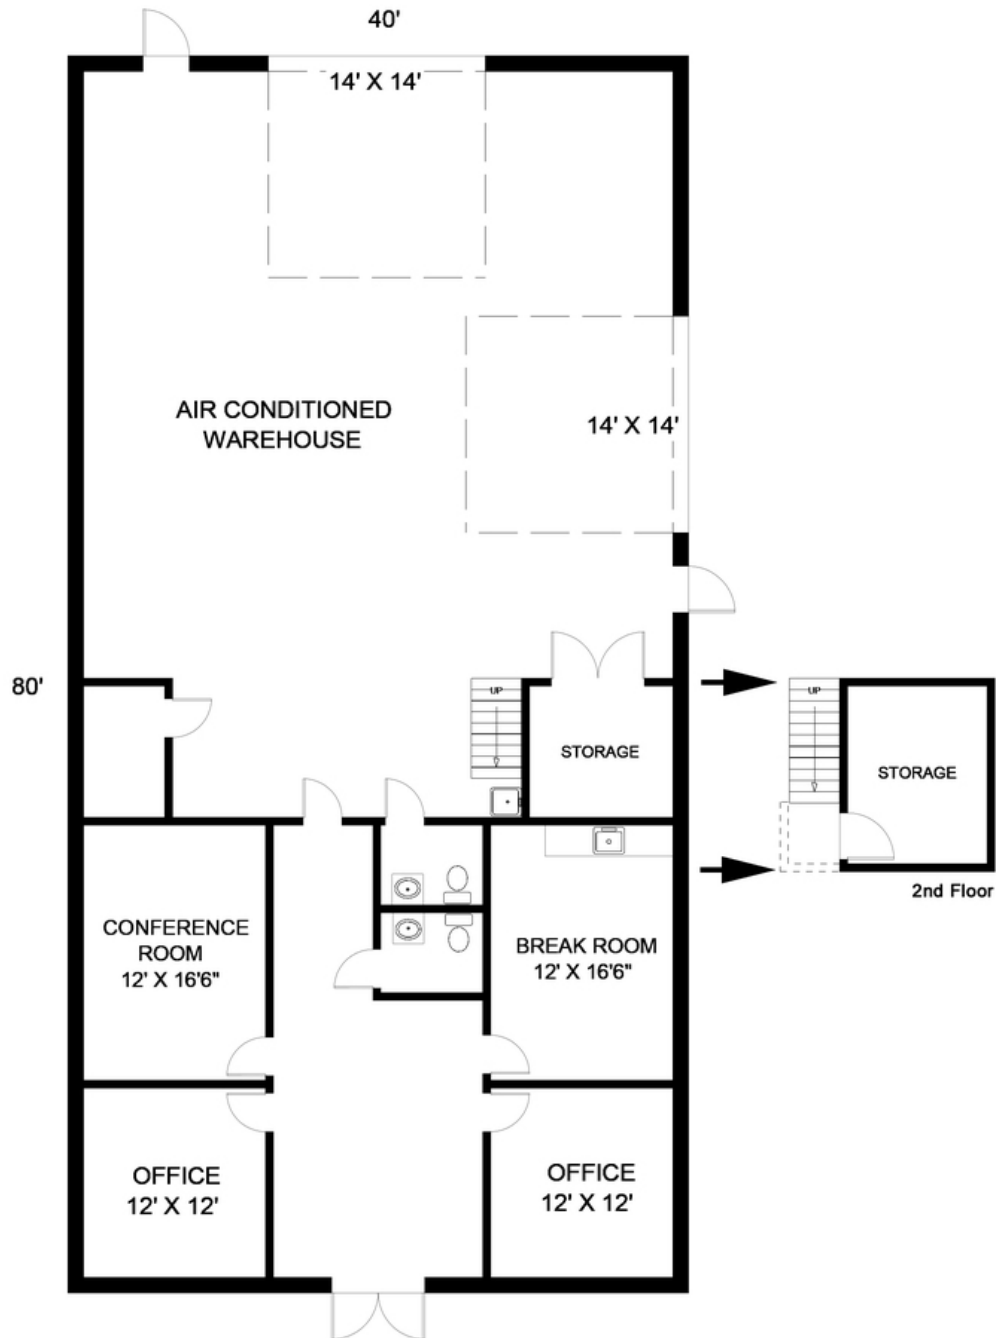 40'
14' X 14'
AIR CONDITIONED
WAREHOUSE
14' X 14'
80'
UP
STORAGE
UP
STORAGE
2nd Floor
CONFERENCE
ROOM
12' X 16'6"
BREAK ROOM
12' X 16'6"
OFFICE
12' X 12'
OFFICE
12' X 12'